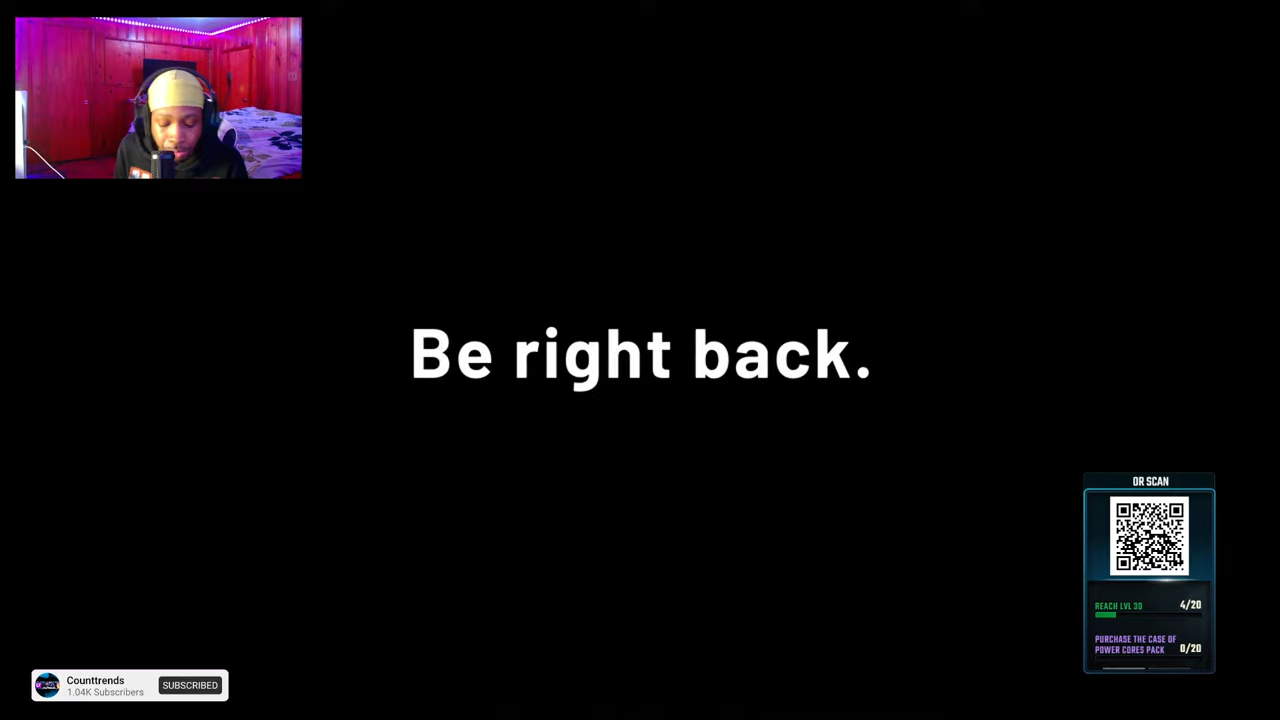 Be right back.
OR SCAN
REACH LVL 30 4/20
PURCHASE THE CASE OF
POWER CORES PACK 0/20
Counttrends
1.04K Subscribers
SUBSCRIBED